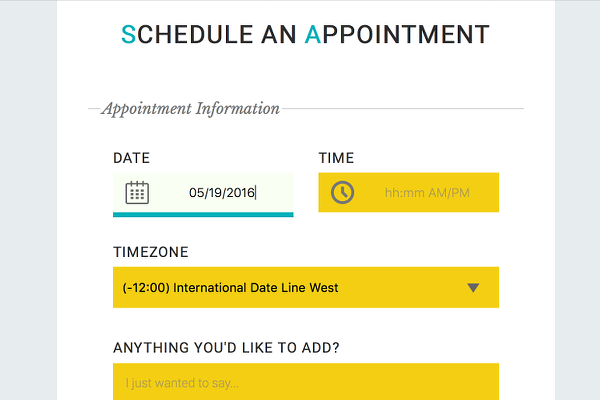 SCHEDULE AN APPOINTMENT
Appointment Information
DATE
TIME
05/19/2016
hh:mm AM/PM
TIMEZONE
(-12:00) International Date Line West
ANYTHING YOU'D LIKE TO ADD?
I just wanted to say...